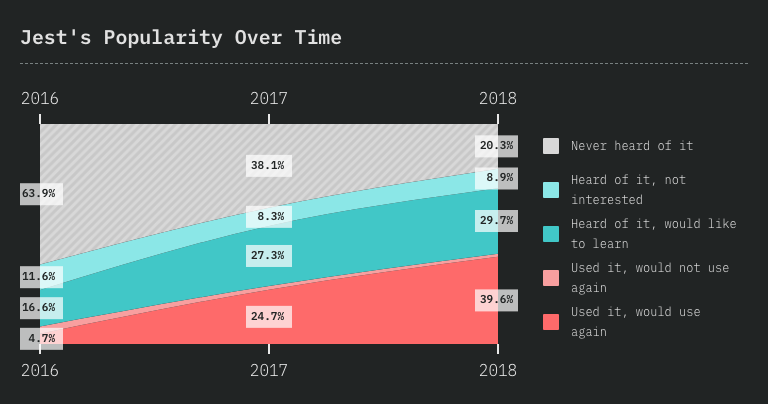 Jest's Popularity Over Time
2016 2017 2018
63.9%
11.6%
16.6%
4.7%
38.1%
8.3%
27.3%
24.7%
20.3%
8.9%
29.7%
39.6%
2016 2017 2018
Never heard of it
Heard of it, not
interested
Heard of it, would like
to learn
Used it, would not use
again
Used it, would use
again